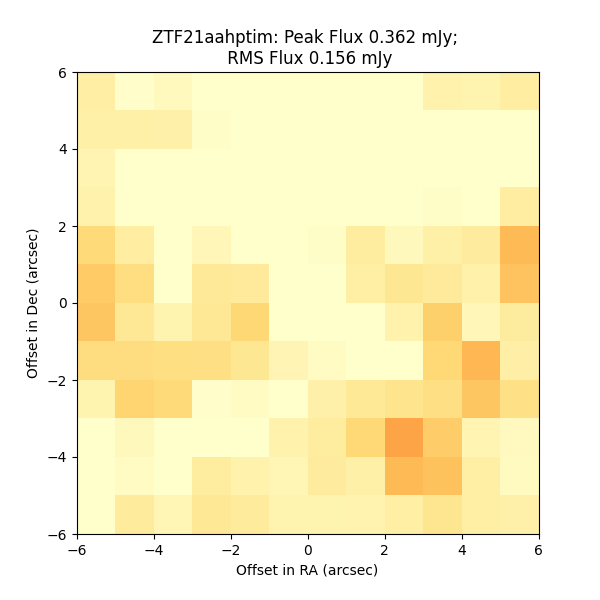 ZTF21aahptim: Peak Flux 0.362 mJy;
RMS Flux 0.156 mJy
6
4
2
0
−2
−4
−6
Offset in Dec (arcsec)
−6 −4 −2 0 2 4 6
Offset in RA (arcsec)